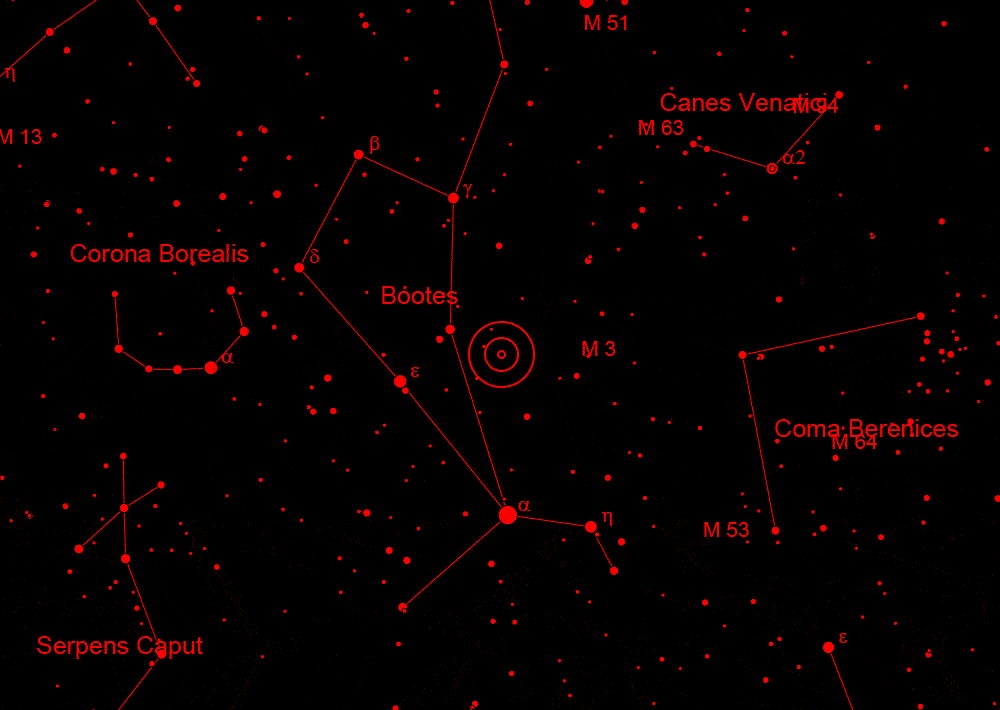 M 51
η
Canes Venatici
M 94
M 63
M 13
β
α2
γ
Corona Borealis
δ
Bootes
M 3
α
ε
Coma Berenices
M 64
α
η
M 53
Serpens Caput
ε